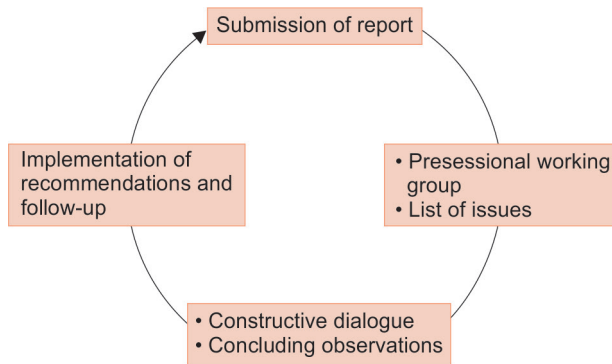 Submission of report
• Presessional working
group
• List of issues
• Constructive dialogue
• Concluding observations
Implementation of
recommendations and
follow-up